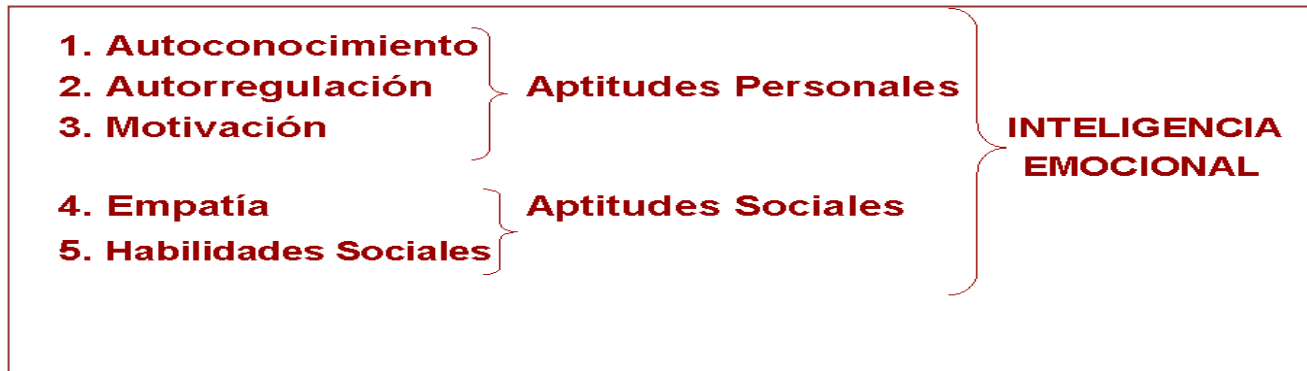 1. Autoconocimiento
2. Autorregulación
3. Motivación
Aptitudes Personales
4. Empatía
5. Habilidades Sociales
Aptitudes Sociales
INTELIGENCIA
EMOCIONAL